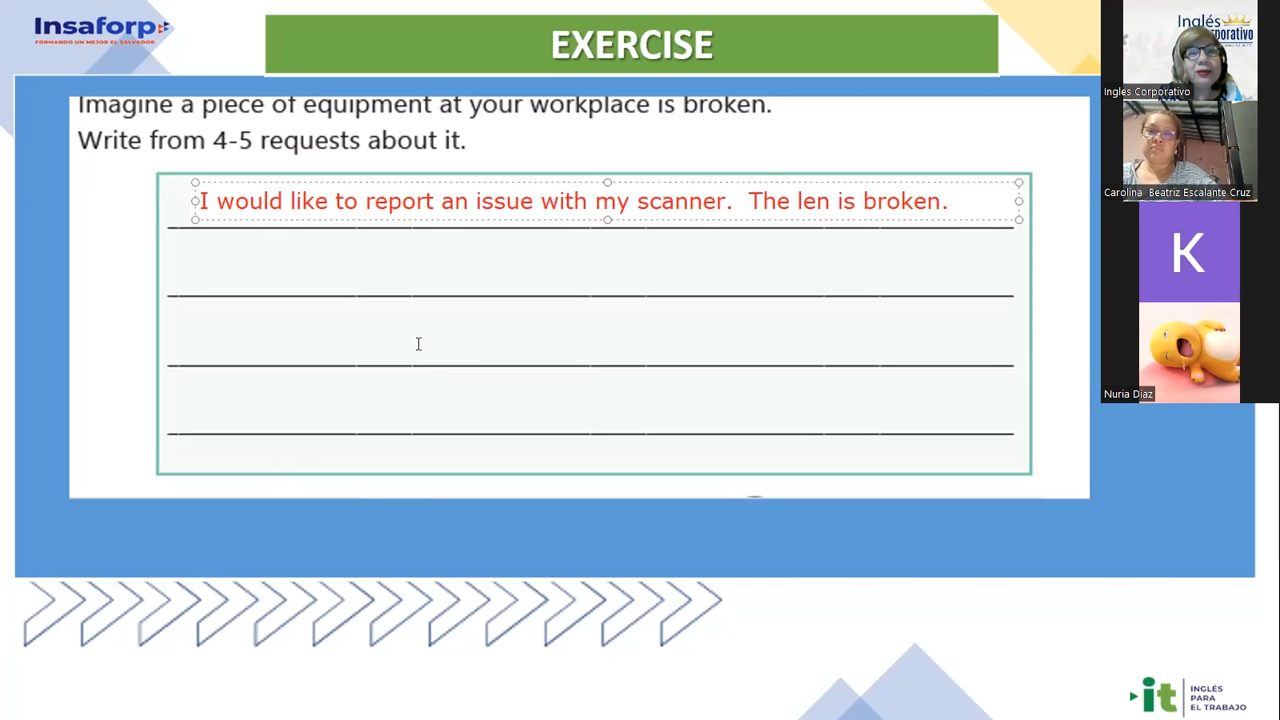 Insaforp
FORMANDO UN MEJOR EL SALVADOR
EXERCISE
Imagine a piece of equipment at your workplace is broken.
Write from 4-5 requests about it.
I would like to report an issue with my scanner. The len is broken.
Inglés
Corporativo
Ingles Corporativo
Carolina Beatriz Escalante Cruz
K
Nuria Diaz
it
INGLÉS
PARA
EL TRABAJO